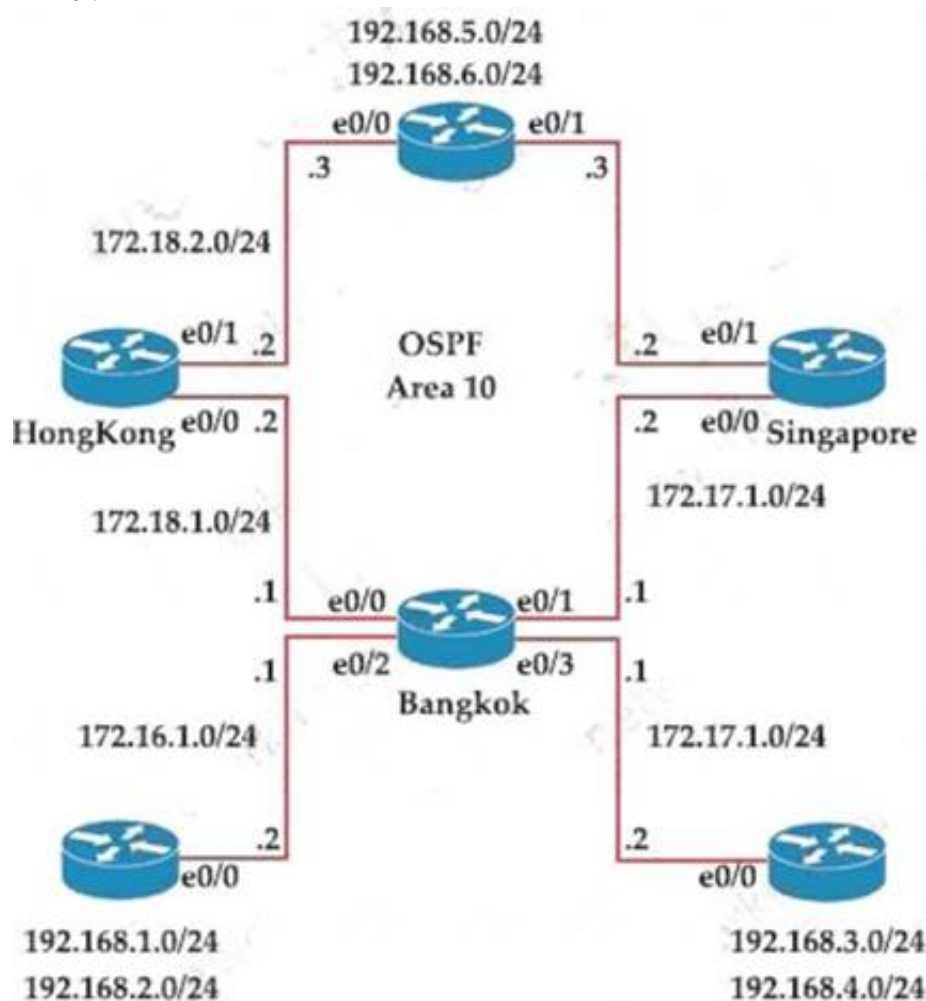 192.168.5.0/24
192.168.6.0/24
e0/0
e0/1
.3
.3
172.18.2.0/24
e0/1
.2
OSPF
Area 10
.2
e0/1
HongKong
e0/0
.2
.2
e0/0
Singapore
172.18.1.0/24
172.17.1.0/24
.1
e0/0
e0/1
.1
.1
e0/2
e0/3
.1
Bangkok
172.16.1.0/24
172.17.1.0/24
.2
e0/0
.2
e0/0
192.168.1.0/24
192.168.2.0/24
192.168.3.0/24
192.168.4.0/24